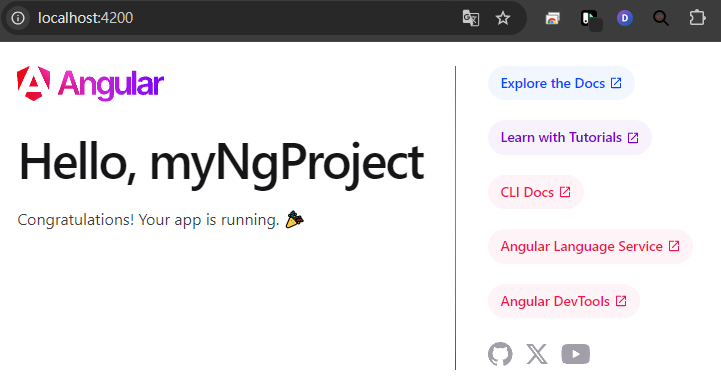 localhost:4200
D
Angular
Hello, myNgProject
Congratulations! Your app is running.
Explore the Docs
Learn with Tutorials
CLI Docs
Angular Language Service
Angular DevTools